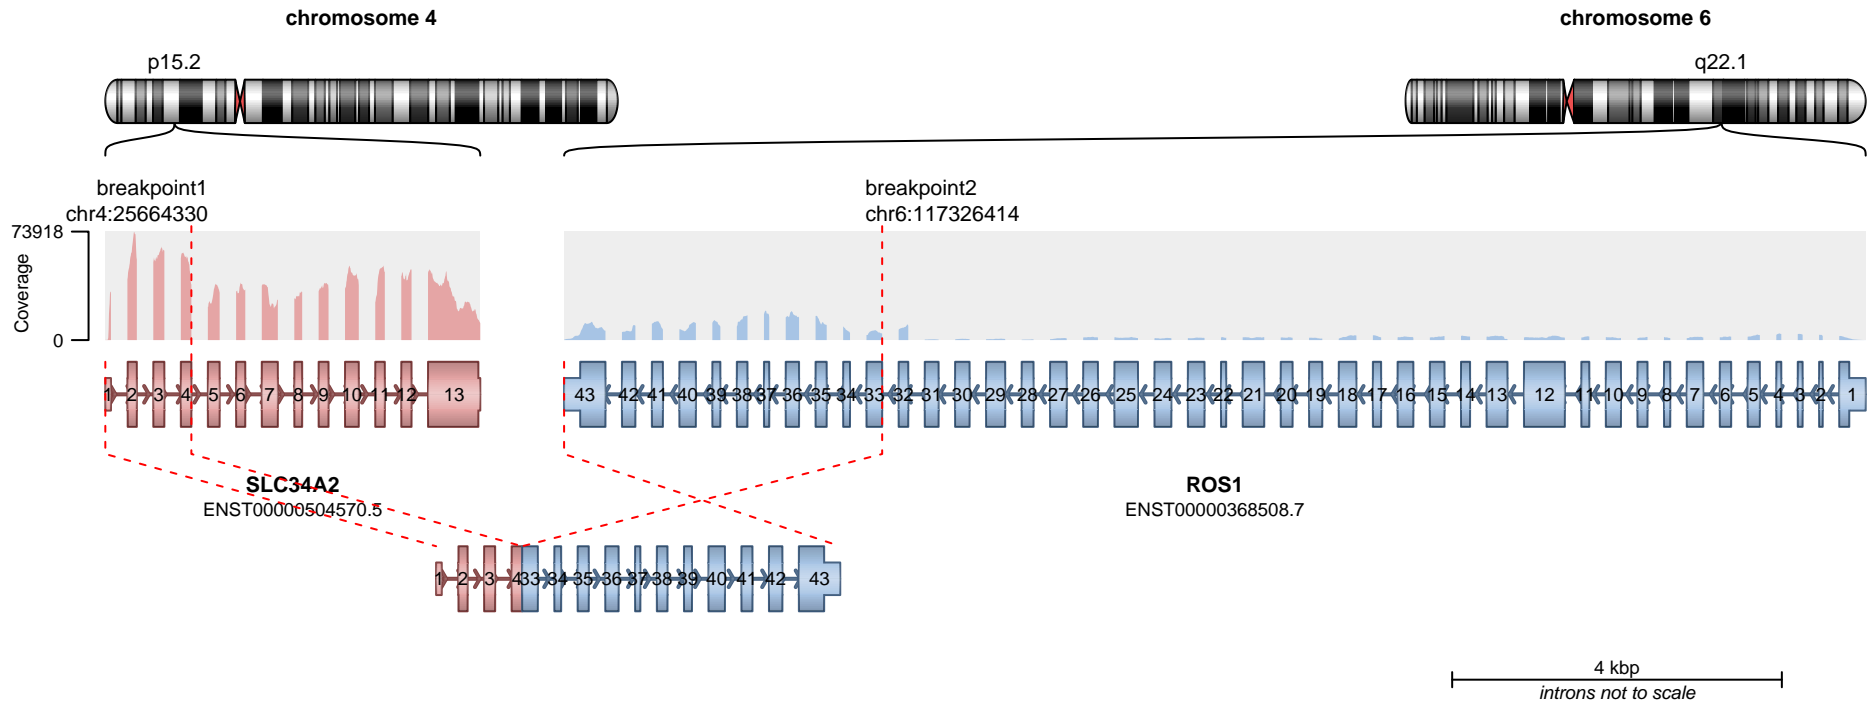 chromosome 4
chromosome 6
p15.2
q22.1
breakpoint1
chr4:25664330
breakpoint2
chr6:117326414
73918
Coverage
0
1 2 3 4 5 6 7 8 9 10 11 12 13
43 42 41 40 39 38 37 36 35 34 33 32 31 30 29 28 27 26 25 24 23 22 21 20 19 18 17 16 15 14 13 12 11 10 9 8 7 6 5 4 3 2 1
SLC34A2
ENST00000504570.5
ROS1
ENST00000368508.7
1 2 3 4 33 34 35 36 37 38 39 40 41 42 43
4 kbp
introns not to scale